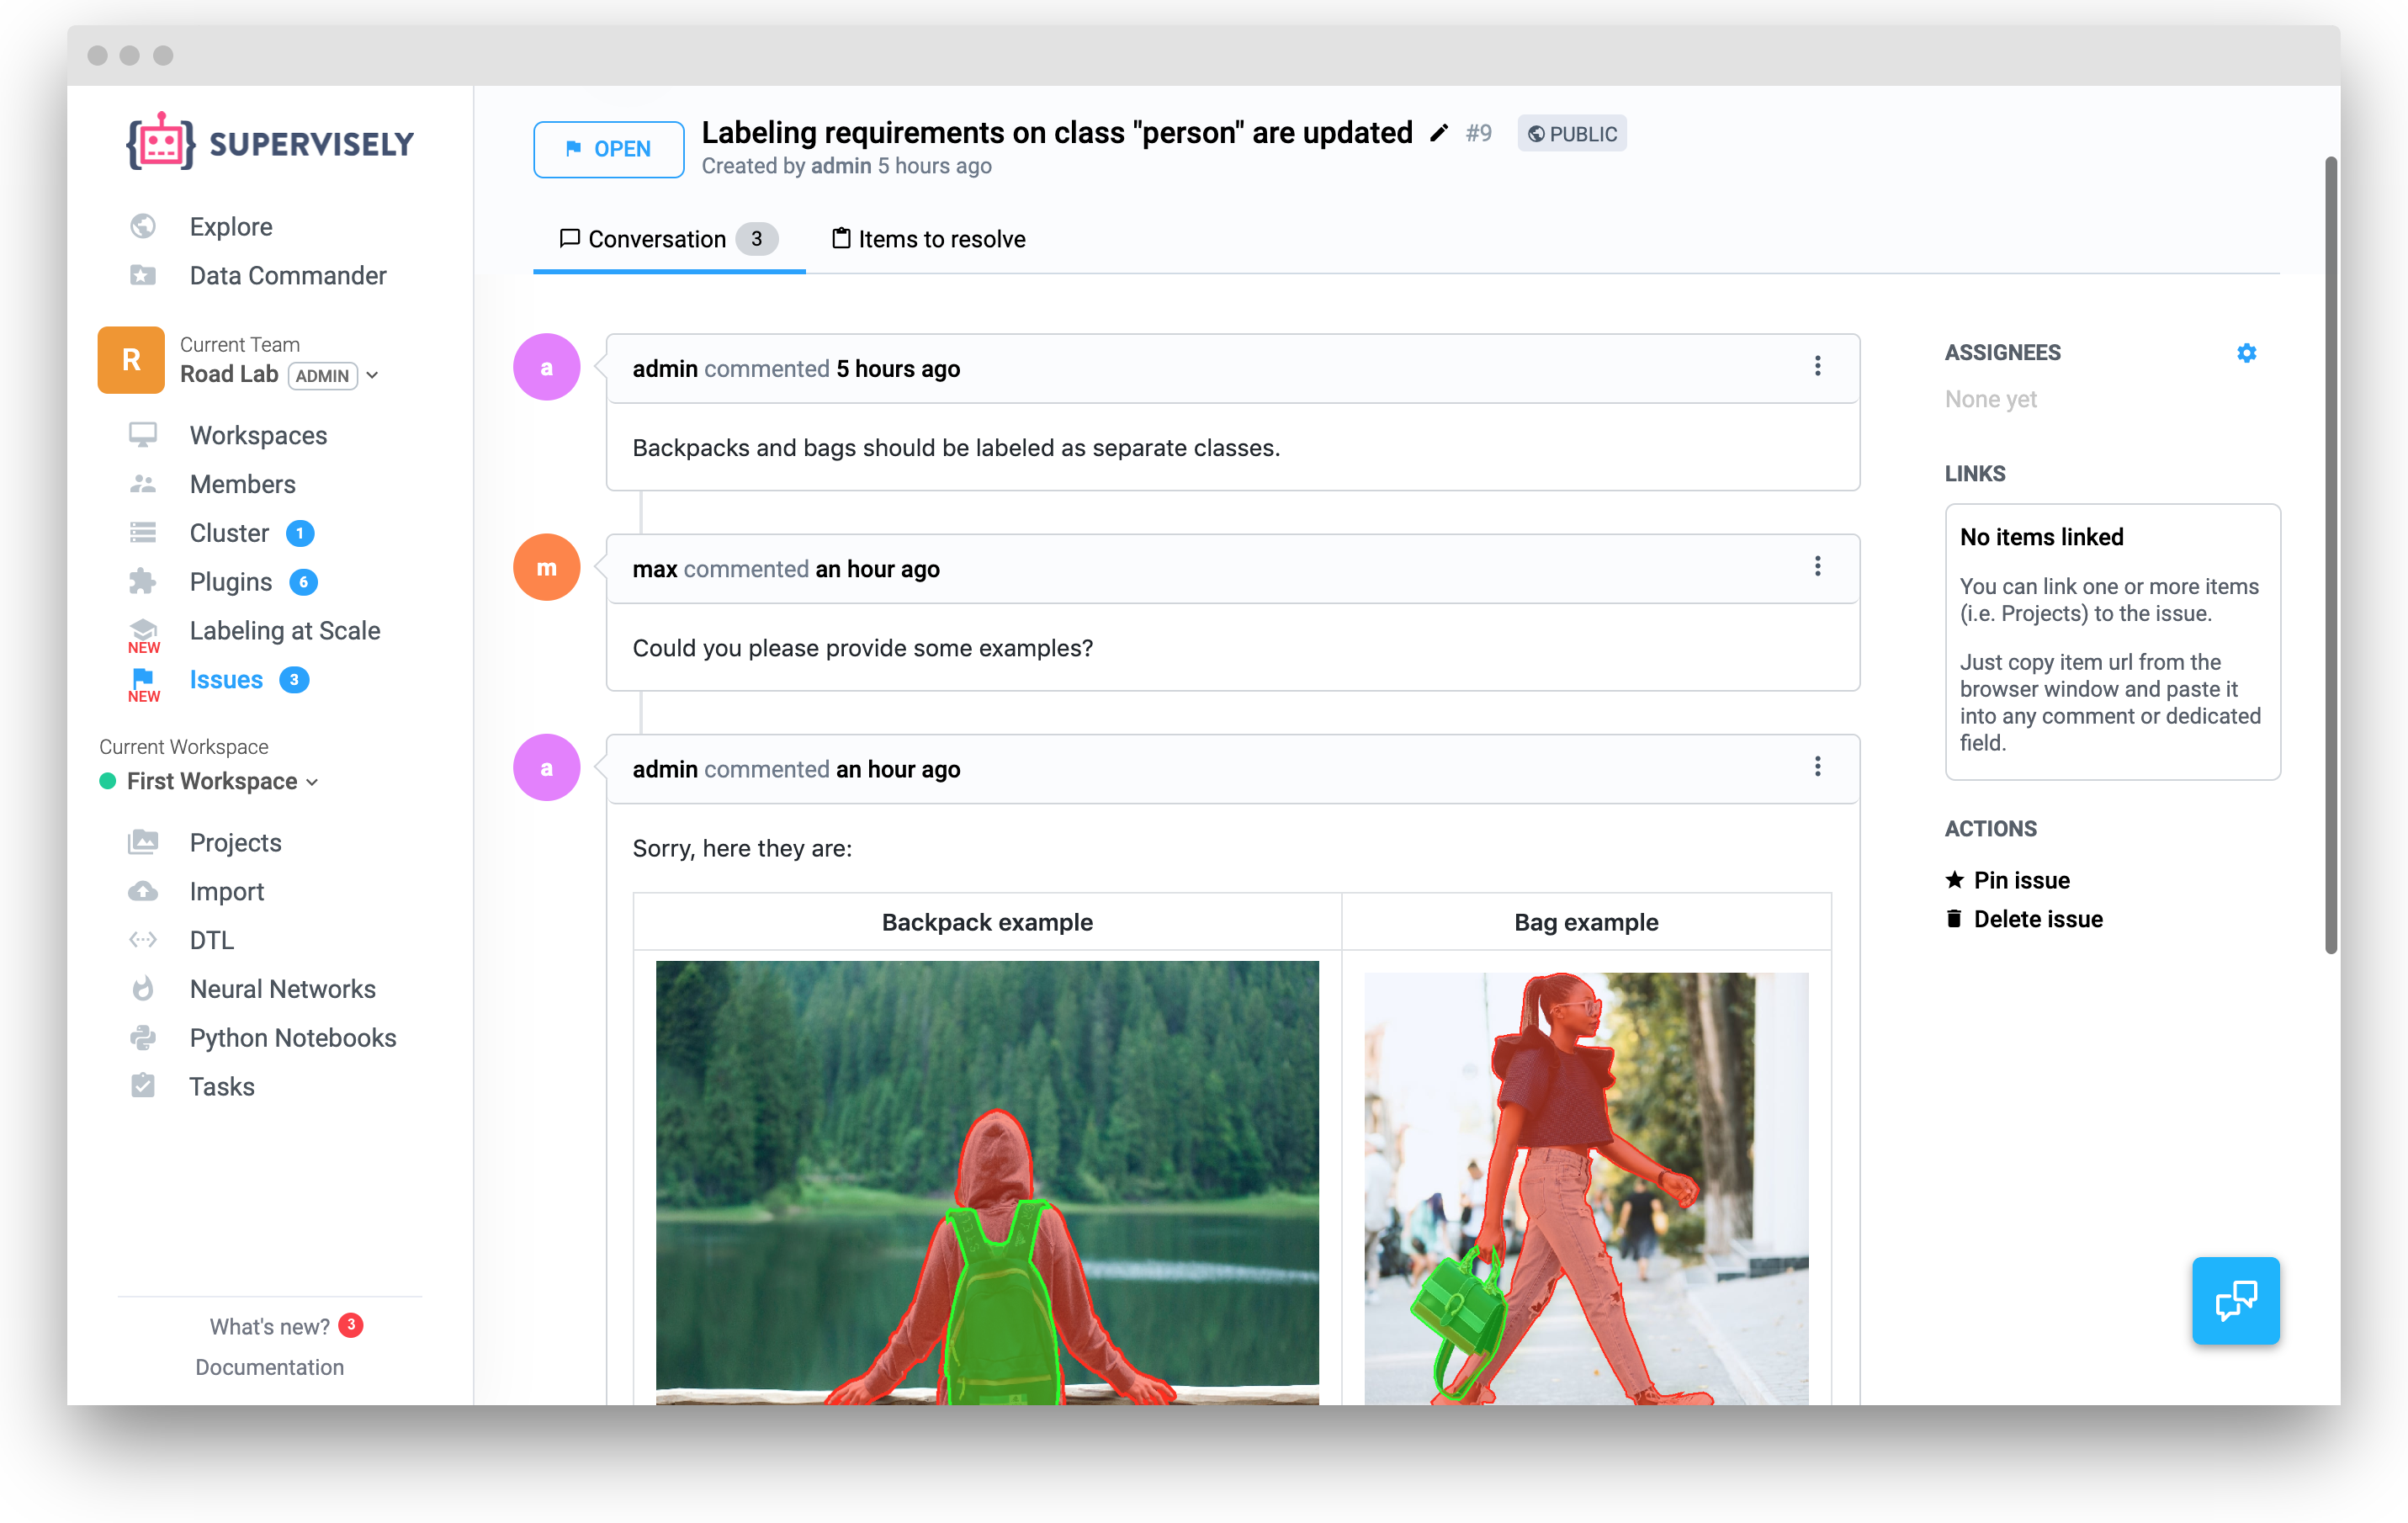 SUPERVISELY
Explore
Data Commander
R
Current Team
Road Lab ADMIN
Workspaces
Members
Cluster 1
Plugins 6
Labeling at Scale
NEW
Issues 3
NEW
Current Workspace
First Workspace
Projects
Import
DTL
Neural Networks
Python Notebooks
Tasks
What's new? 3
Documentation
OPEN
Labeling requirements on class "person" are updated #9 PUBLIC
Created by admin 5 hours ago
Conversation 3 Items to resolve
a
admin commented 5 hours ago
Backpacks and bags should be labeled as separate classes.
m
max commented an hour ago
Could you please provide some examples?
a
admin commented an hour ago
Sorry, here they are:
Backpack example Bag example
ASSIGNEES
None yet
LINKS
No items linked
You can link one or more items
(i.e. Projects) to the issue.
Just copy item url from the
browser window and paste it
into any comment or dedicated
field.
ACTIONS
Pin issue
Delete issue